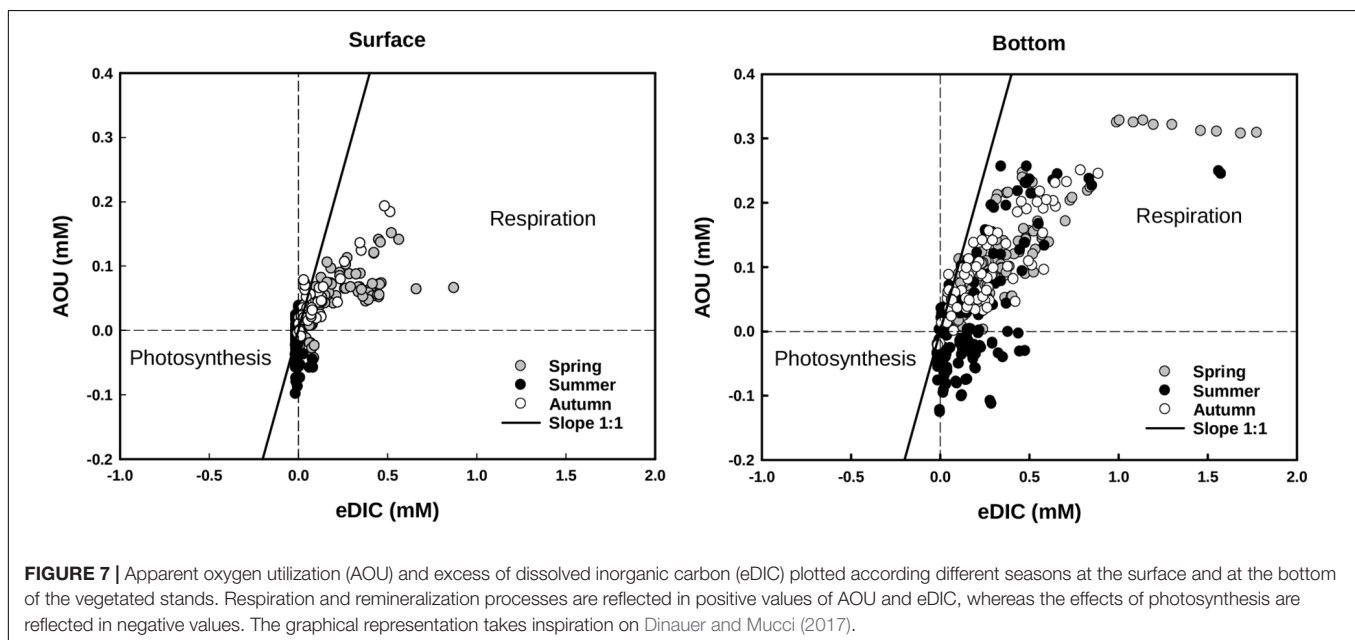 Surface
0.4
0.3
0.2
0.1
0.0
-0.1
-0.2
AOU (mM)
Respiration
Photosynthesis
Spring
Summer
Autumn
Slope 1:1
-1.0 -0.5 0.0 0.5 1.0 1.5 2.0
eDIC (mM)
Bottom
0.4
0.3
0.2
0.1
0.0
-0.1
-0.2
AOU (mM)
Respiration
Photosynthesis
Spring
Summer
Autumn
Slope 1:1
-1.0 -0.5 0.0 0.5 1.0 1.5 2.0
eDIC (mM)
FIGURE 7 | Apparent oxygen utilization (AOU) and excess of dissolved inorganic carbon (eDIC) plotted according different seasons at the surface and at the bottom
of the vegetated stands. Respiration and remineralization processes are reflected in positive values of AOU and eDIC, whereas the effects of photosynthesis are
reflected in negative values. The graphical representation takes inspiration on Dinauer and Mucci (2017).